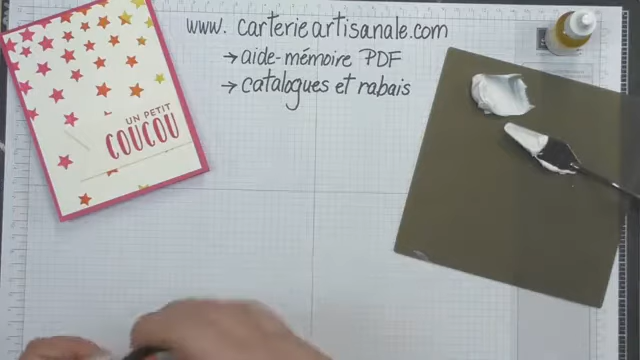 www. carterieartisanale.com
→ aide-mémoire PDF
→ catalogues et rabais
UN PETIT
COUCOU